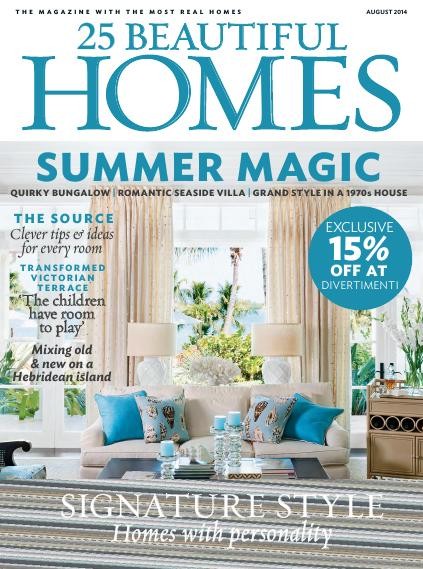 THE MAGAZINE WITH THE MOST REAL HOMES
AUGUST 2014
25 BEAUTIFUL
HOMES
SUMMER MAGIC
QUIRKY BUNGALOW | ROMANTIC SEASIDE VILLA | GRAND STYLE IN A 1970s HOUSE
THE SOURCE
Clever tips & ideas
for every room
TRANSFORMED
VICTORIAN
TERRACE
'The children
have room
to play'
Mixing old
& new on a
Hebridean island
EXCLUSIVE
15%
OFF AT
DIVERTIMENTI
SIGNATURE STYLE
Homes with personality